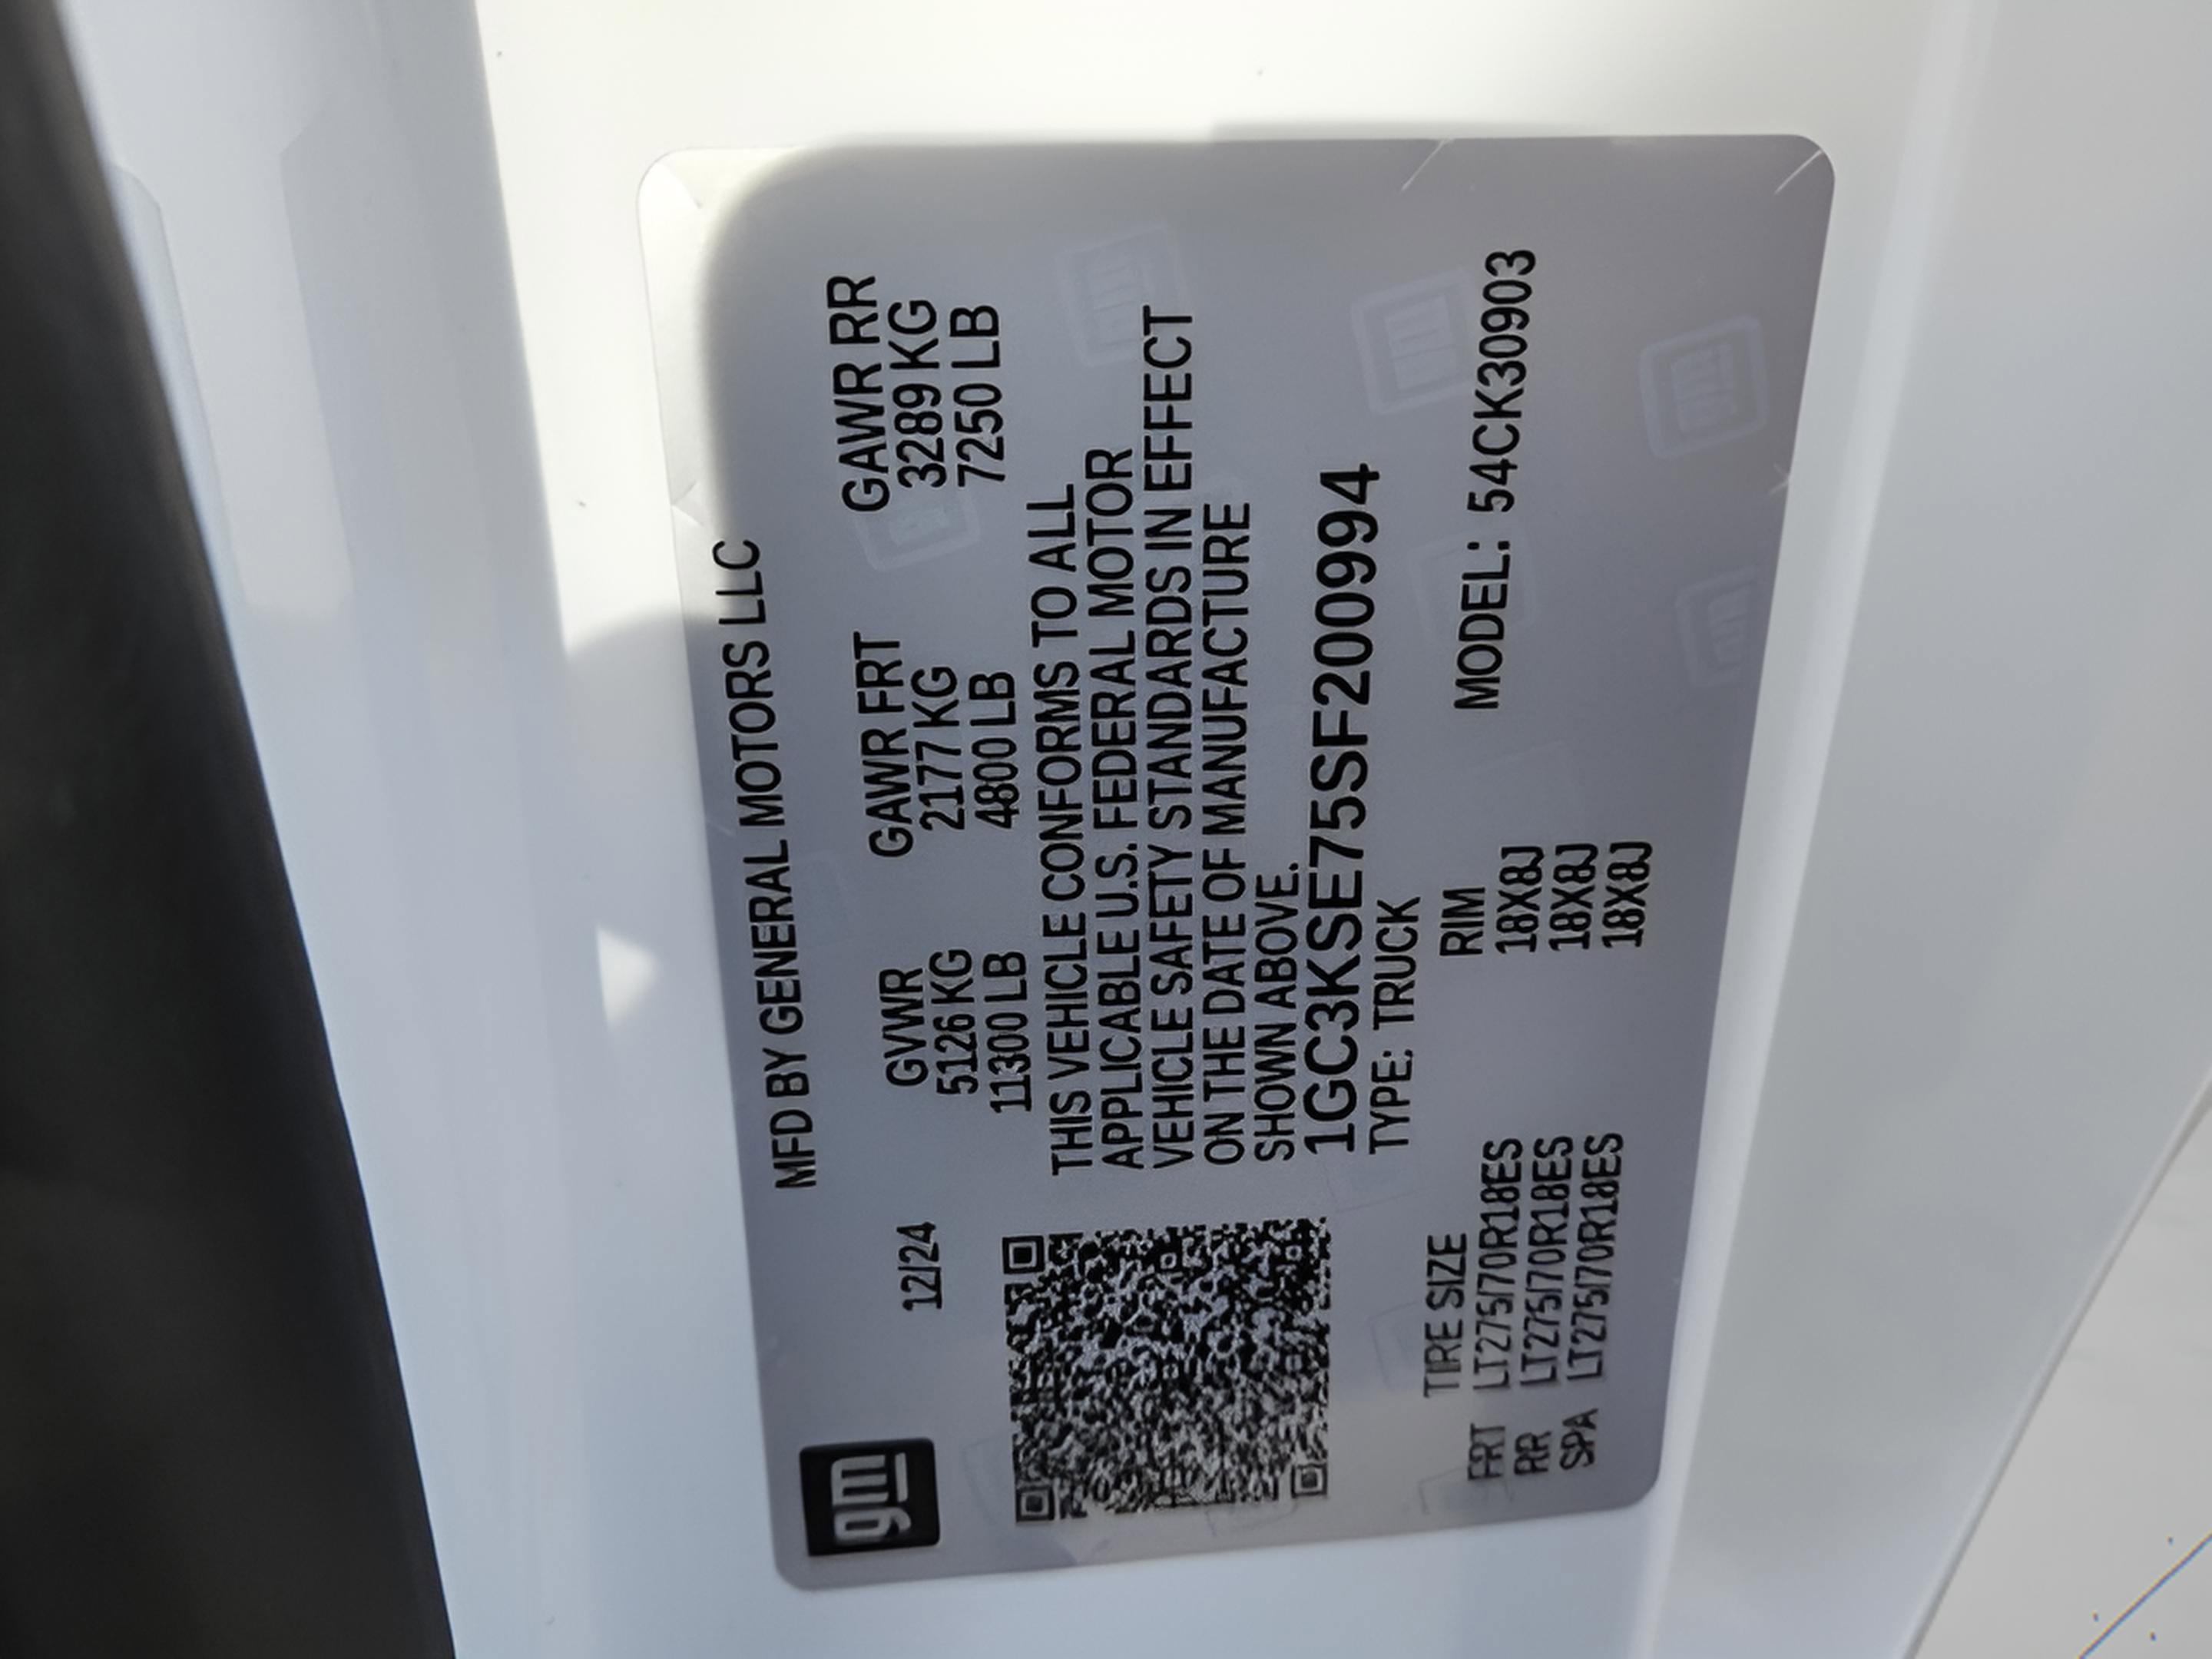 MFD BY GENERAL MOTORS LLC
gm
12/24
GVWR GAWR FRT GAWR RR
5126 KG 2177 KG 3289 KG
11300 LB 4800 LB 7250 LB
THIS VEHICLE CONFORMS TO ALL
APPLICABLE U.S. FEDERAL MOTOR
VEHICLE SAFETY STANDARDS IN EFFECT
ON THE DATE OF MANUFACTURE
SHOWN ABOVE.
1GC3KSE75SF200994
TYPE: TRUCK
MODEL: 54CK30903
TIRE SIZE RIM
FRT LT275/70R18ES 18X8J
RR LT275/70R18ES 18X8J
SPA LT275/70R18ES 18X8J